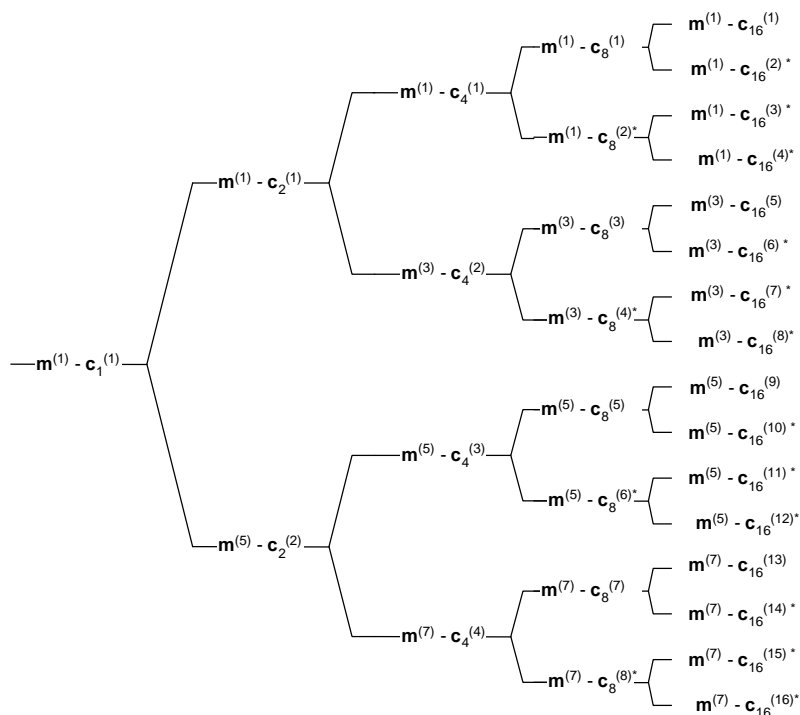 m(1) - c16(1)
m(1) - c8(1)
m(1) - c16(2) *
m(1) - c4(1)
m(1) - c16(3) *
m(1) - c8(2)*
m(1) - c16(4)*
m(1) - c2(1)
m(3) - c16(5)
m(3) - c8(3)
m(3) - c16(6) *
m(3) - c4(2)
m(3) - c16(7) *
m(3) - c8(4)*
m(3) - c16(8)*
m(1) - c1(1)
m(5) - c16(9)
m(5) - c8(5)
m(5) - c16(10) *
m(5) - c4(3)
m(5) - c16(11) *
m(5) - c8(6)*
m(5) - c16(12)*
m(5) - c2(2)
m(7) - c16(13)
m(7) - c8(7)
m(7) - c16(14) *
m(7) - c4(4)
m(7) - c16(15) *
m(7) - c8(8)*
m(7) - c16(16)*